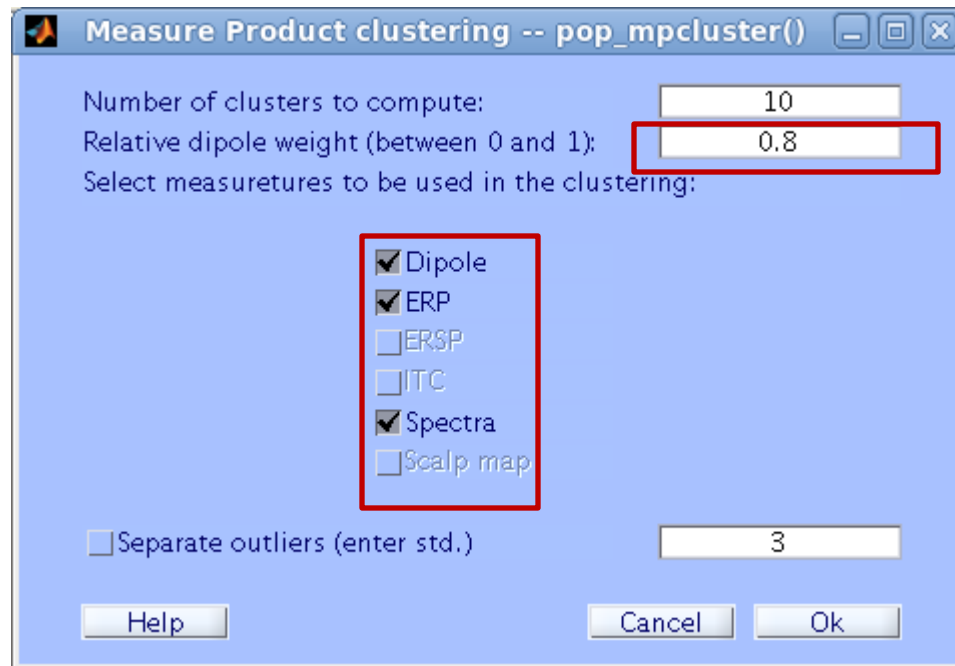 Measure Product clustering -- pop_mpcluster()
Number of clusters to compute: 10
Relative dipole weight (between 0 and 1): 0.8
Select measuretures to be used in the clustering:
Dipole
ERP
ERSP
ITC
Spectra
Scalp map
Separate outliers (enter std.) 3
Help Cancel Ok